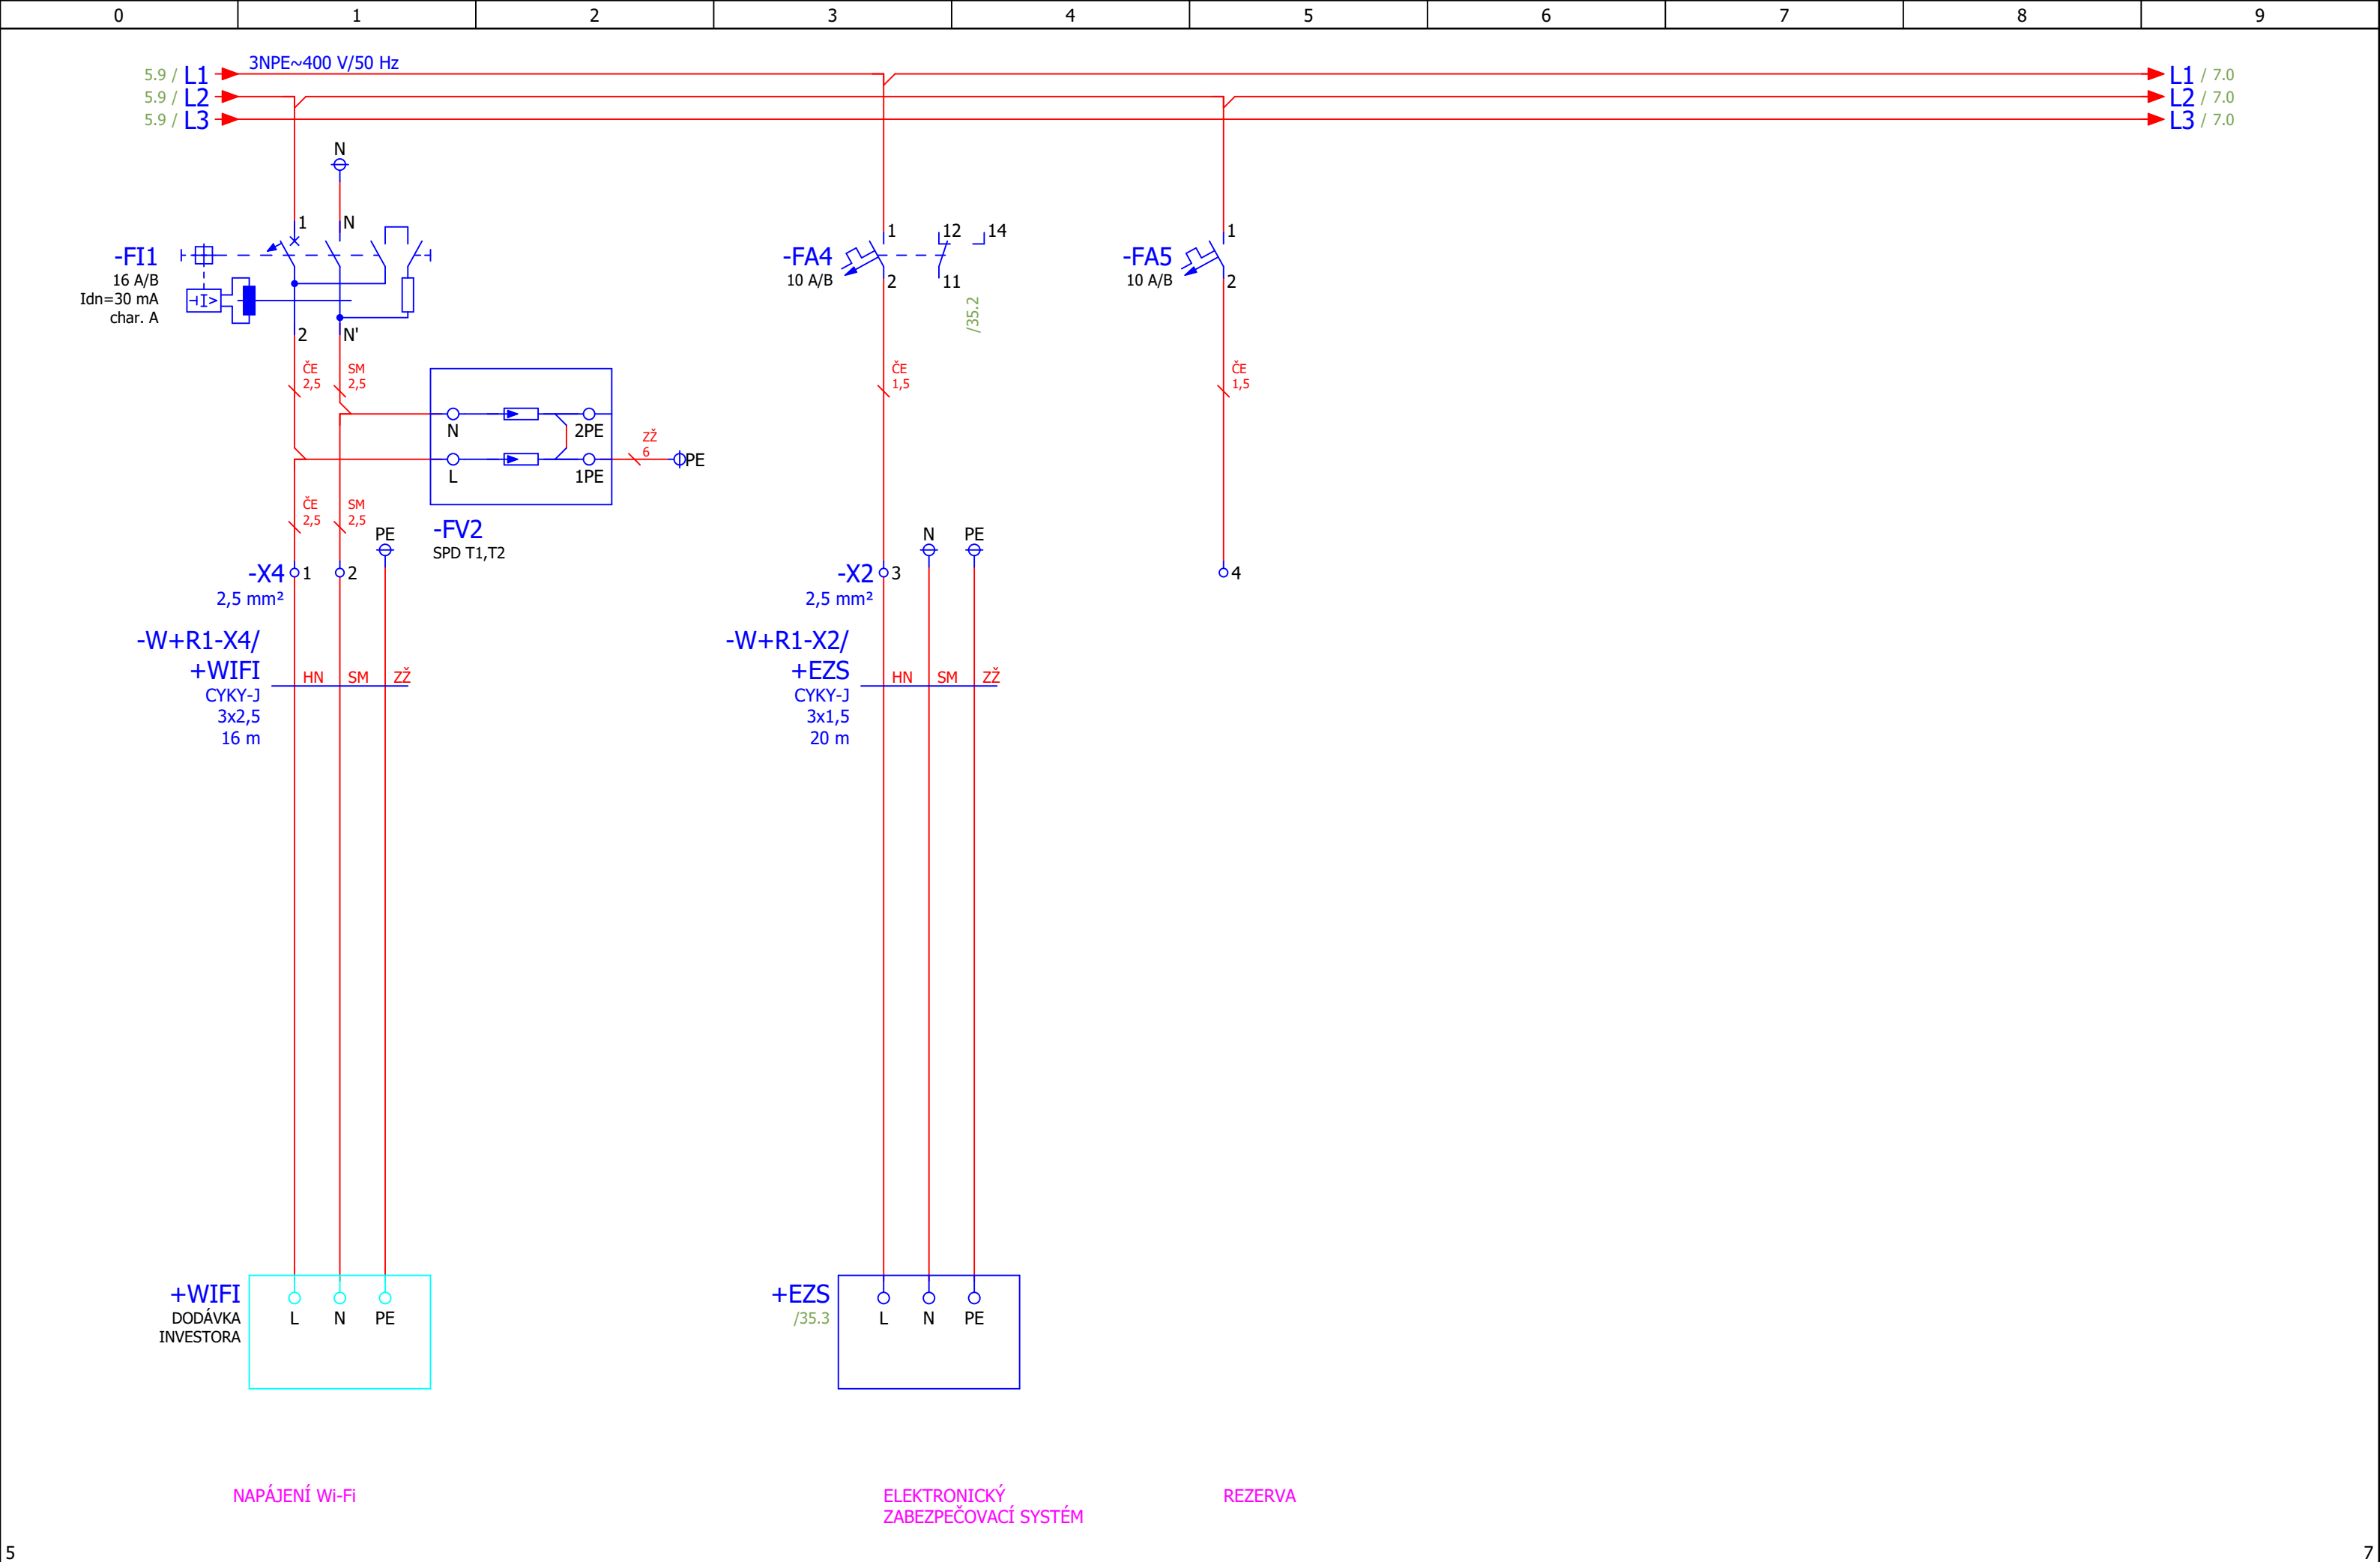 0 1 2 3 4 5 6 7 8 9
3NPE~400 V/50 Hz
5.9 / L1
L1 / 7.0
5.9 / L2
L2 / 7.0
5.9 / L3
L3 / 7.0
N
1 N
-FI1
16 A/B
Idn=30 mA
char. A
-I>
2 N'
1 12 14
-FA4
10 A/B
2 11
/35.2
1
-FA5
10 A/B
2
ČE
2,5
SM
2,5
ČE
1,5
ČE
1,5
N 2PE
L 1PE
ZŽ
6
PE
ČE
2,5
SM
2,5
-FV2
SPD T1,T2
PE
N PE
-X4 1 2
2,5 mm²
-X2 3
2,5 mm²
4
-W+R1-X4/
+WIFI
CYKY-J
3x2,5
16 m
HN SM ZŽ
-W+R1-X2/
+EZS
CYKY-J
3x1,5
20 m
HN SM ZŽ
+WIFI
DODÁVKA
INVESTORA
L N PE
+EZS
/35.3
L N PE
NAPÁJENÍ Wi-Fi
ELEKTRONICKÝ
ZABEZPEČOVACÍ SYSTÉM
REZERVA
5
7